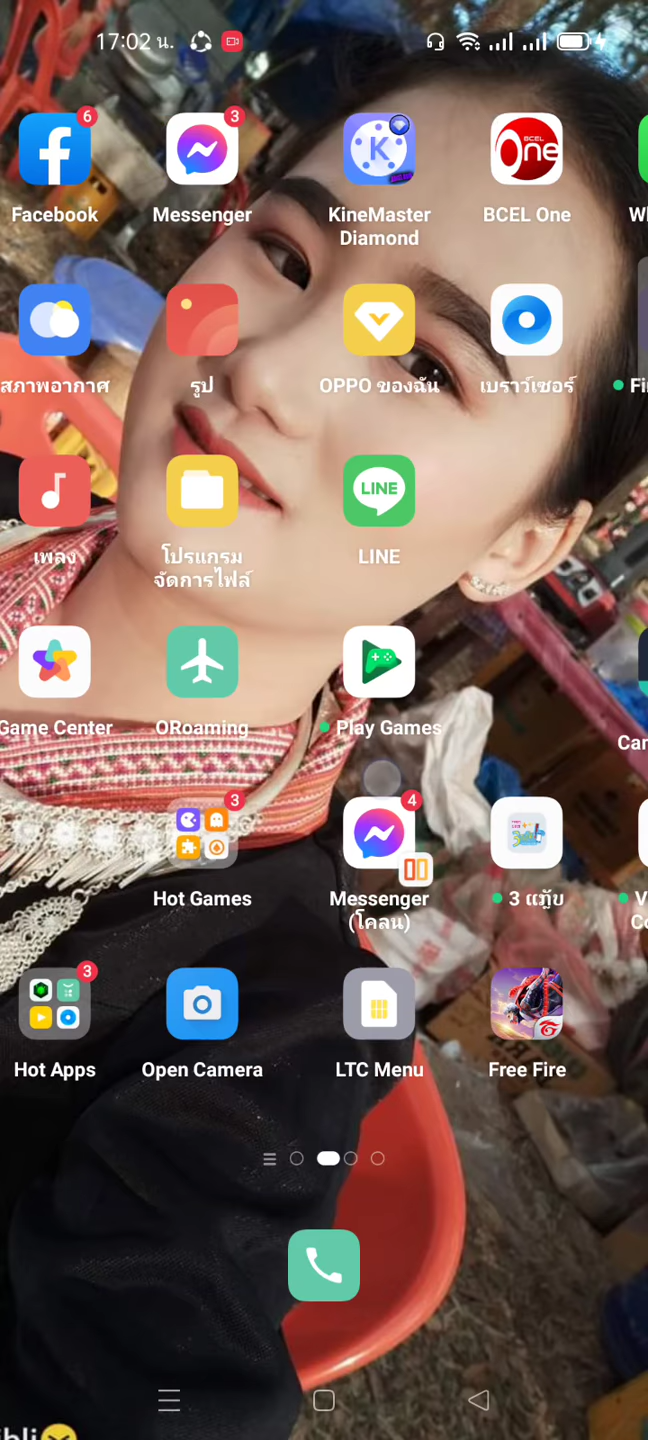 17:02 น.
6
3
BCEL
One
Facebook
Messenger
KineMaster
Diamond
BCEL One
สภาพอากาศ
รูป
OPPO ของฉัน
เบราว์เซอร์
LINE
เพลง
โปรแกรม
จัดการไฟล์
LINE
Game Center
ORoaming
Play Games
3
4
Hot Games
Messenger
(โคลน)
3 ແກັບ
3
Hot Apps
Open Camera
LTC Menu
Free Fire